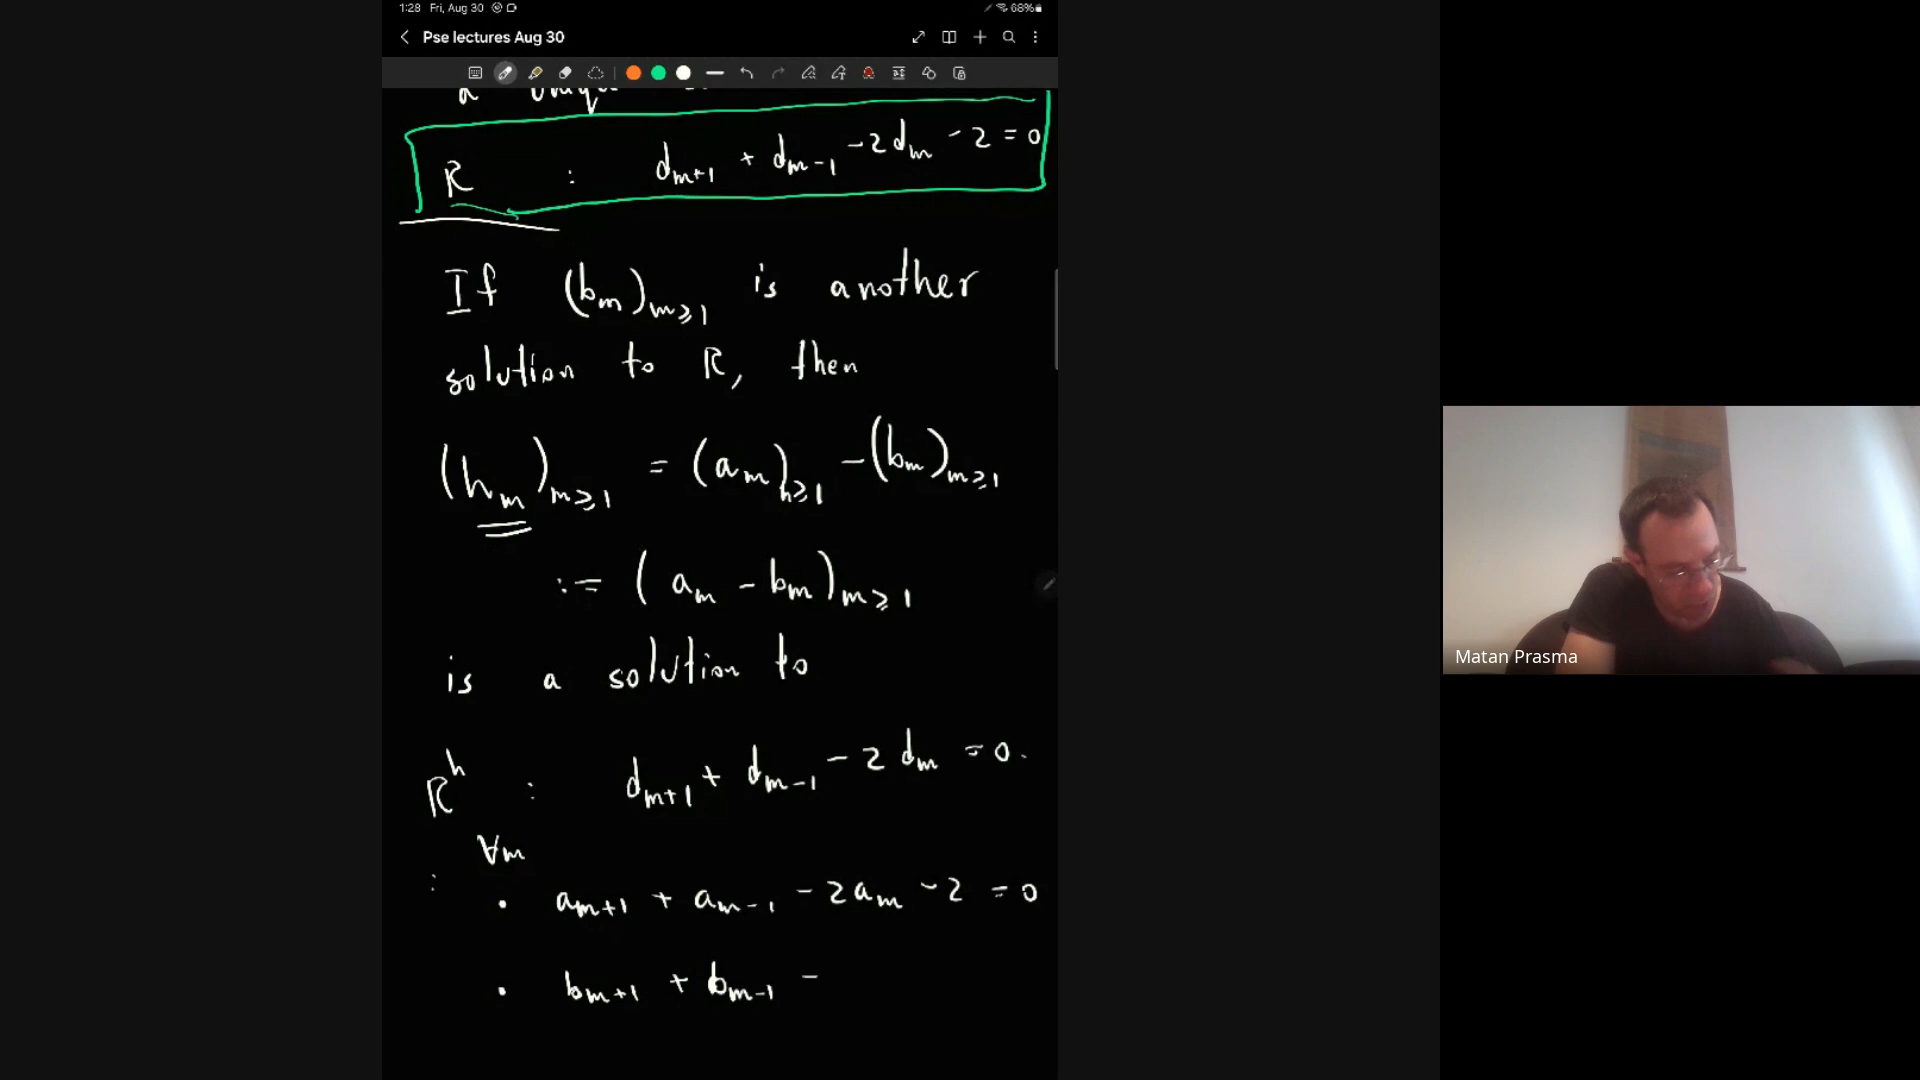 1:28 Fri, Aug 30
68%
Pse lectures Aug 30
R : d_{m+1} + d_{m-1} - 2d_m - 2 = 0
If (b_m)_{m≥1} is another
solution to R, then
(h_m)_{m≥1} = (a_m)_{m≥1} - (b_m)_{m≥1}
:= (a_m - b_m)_{m≥1}
is a solution to
R^h : d_{m+1} + d_{m-1} - 2d_m = 0.
∀m
: • a_{m+1} + a_{m-1} - 2a_m - 2 = 0
• b_{m+1} + b_{m-1} -
Matan Prasma